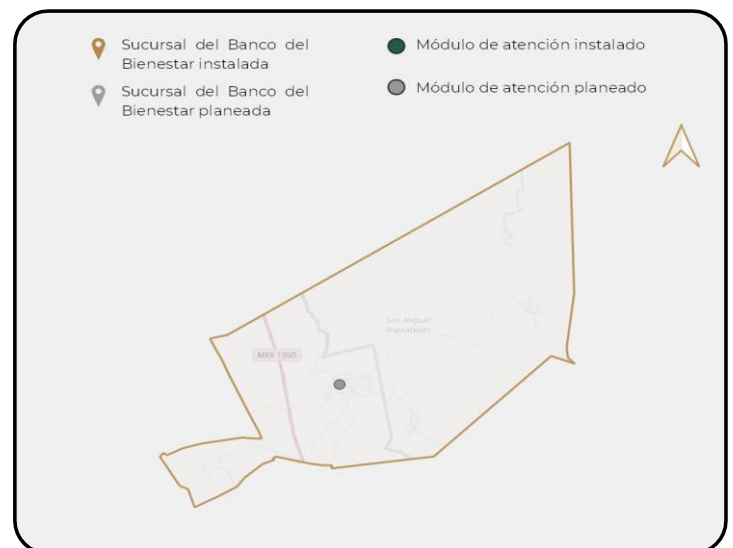 Sucursal del Banco del
Bienestar instalada
Sucursal del Banco del
Bienestar planeada
Módulo de atención instalado
Módulo de atención planeado
San Miguel
MEX 135D